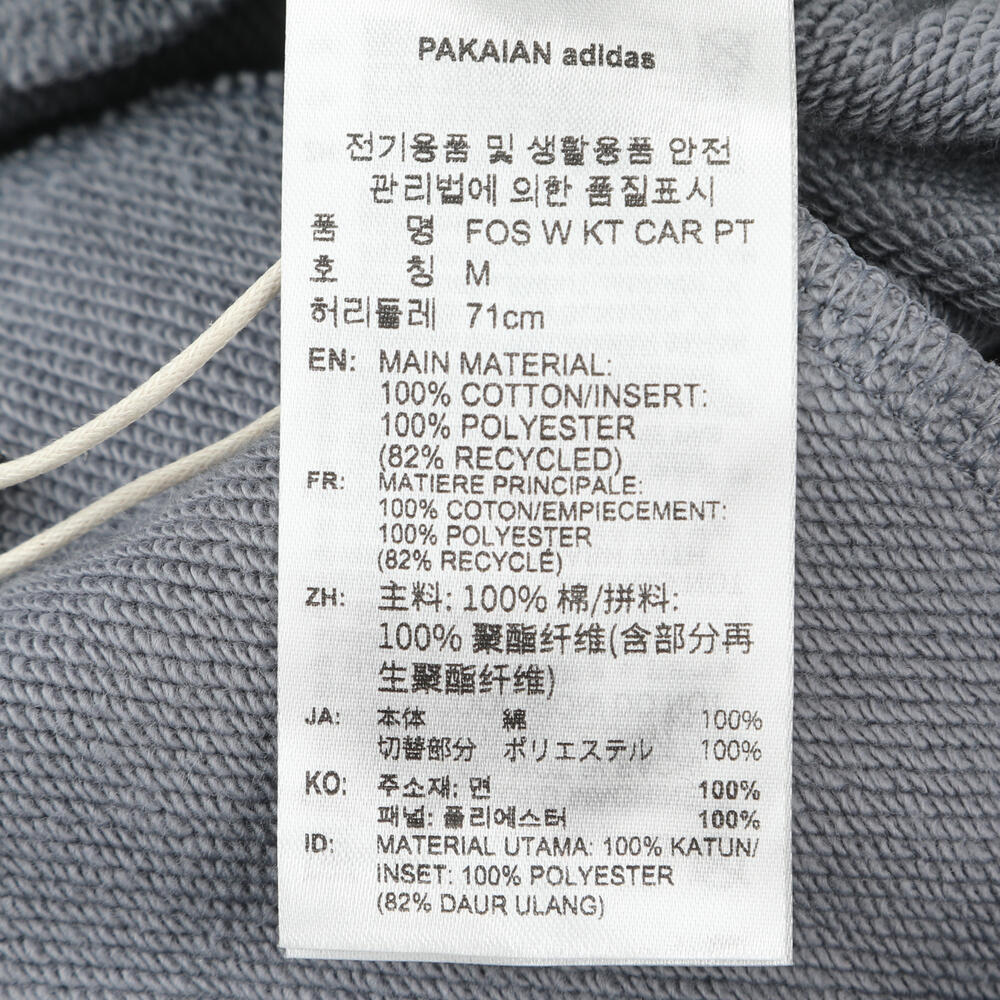 PAKAIAN adidas
전기용품 및 생활용품 안전
관리법에 의한 품질표시
품 명 FOS W KT CAR PT
호 칭 M
허리둘레 71cm
EN: MAIN MATERIAL:
100% COTTON/INSERT:
100% POLYESTER
(82% RECYCLED)
FR: MATIERE PRINCIPALE:
100% COTON/EMPIECEMENT:
100% POLYESTER
(82% RECYCLÉ)
ZH: 主料: 100% 棉/拼料:
100% 聚酯纤维(含部分再
生聚酯纤维)
JA: 本体 綿 100%
切替部分 ポリエステル 100%
KO: 주소재: 면 100%
패널: 폴리에스터 100%
ID: MATERIAL UTAMA: 100% KATUN/
INSET: 100% POLYESTER
(82% DAUR ULANG)